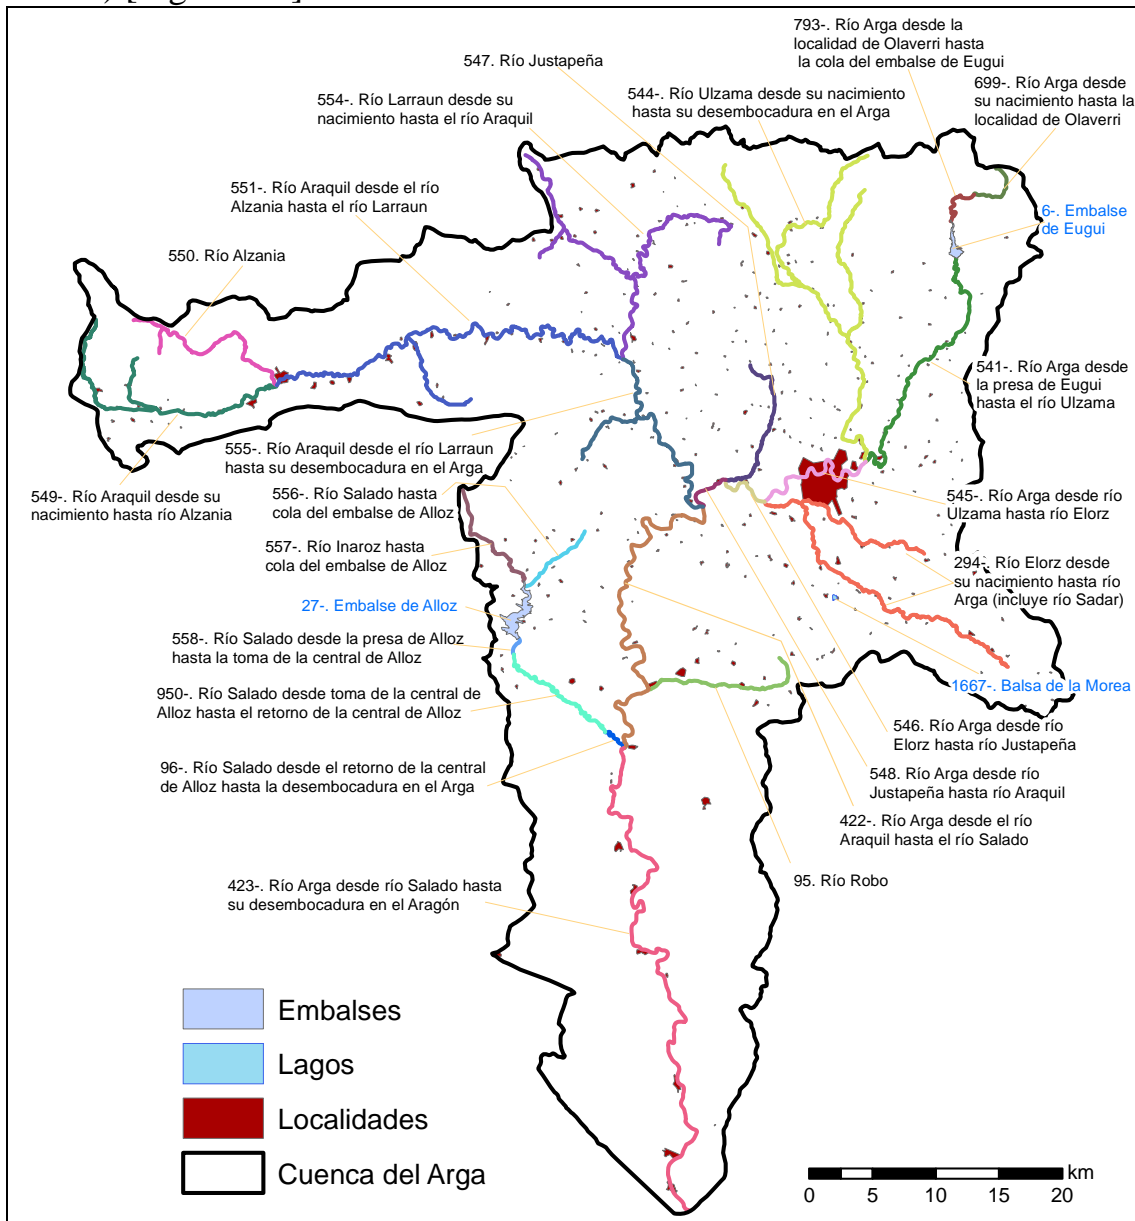 793-. Río Arga desde la
localidad de Olaverri hasta
la cola del embalse de Eugui
547. Río Justapeña
699-. Río Arga desde
su nacimiento hasta la
localidad de Olaverri
554-. Río Larraun desde su
nacimiento hasta el río Araquil
544-. Río Ulzama desde su nacimiento
hasta su desembocadura en el Arga
551-. Río Araquil desde el río
Alzania hasta el río Larraun
6-. Embalse
de Eugui
550. Río Alzania
541-. Río Arga desde
la presa de Eugui
hasta el río Ulzama
555-. Río Araquil desde el río Larraun
hasta su desembocadura en el Arga
549-. Río Araquil desde su
nacimiento hasta río Alzania
556-. Río Salado hasta
cola del embalse de Alloz
545-. Río Arga desde río
Ulzama hasta río Elorz
557-. Río Inaroz hasta
cola del embalse de Alloz
294-. Río Elorz desde
su nacimiento hasta río
Arga (incluye río Sadar)
27-. Embalse de Alloz
558-. Río Salado desde la presa de Alloz
hasta la toma de la central de Alloz
1667-. Balsa de la Morea
950-. Río Salado desde toma de la central de
Alloz hasta el retorno de la central de Alloz
546. Río Arga desde río
Elorz hasta río Justapeña
96-. Río Salado desde el retorno de la central
de Alloz hasta la desembocadura en el Arga
548. Río Arga desde río
Justapeña hasta río Araquil
422-. Río Arga desde el río
Araquil hasta el río Salado
95. Río Robo
423-. Río Arga desde río Salado hasta
su desembocadura en el Aragón
Embalses
Lagos
Localidades
Cuenca del Arga
km
0 5 10 15 20